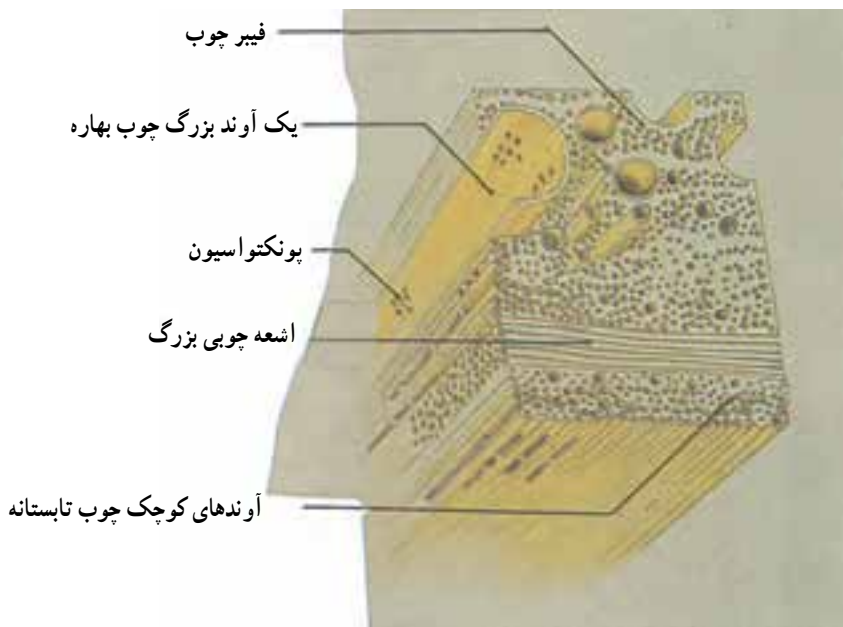 فیبر چوب
یک آوند بزرگ چوب بهاره
پونکتواسیون
اشعه چوبی بزرگ
آوندهای کوچک چوب تابستانه